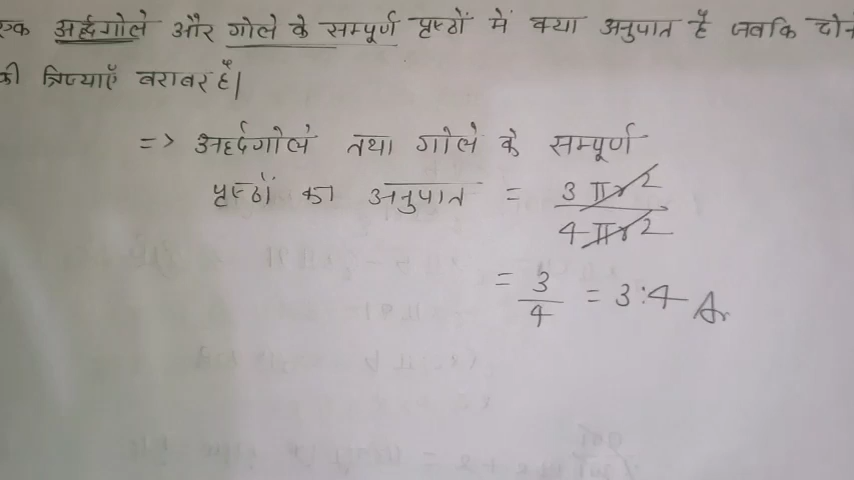 एक अर्द्धगोले और गोले के सम्पूर्ण पृष्ठों में क्या अनुपात है जबकि दोनों
की त्रिज्याएँ बराबर है।
=> अर्द्धगोले तथा गोले के सम्पूर्ण
पृष्ठों का अनुपात = 3πr2 / 4πr2
= 3/4 = 3:4 A